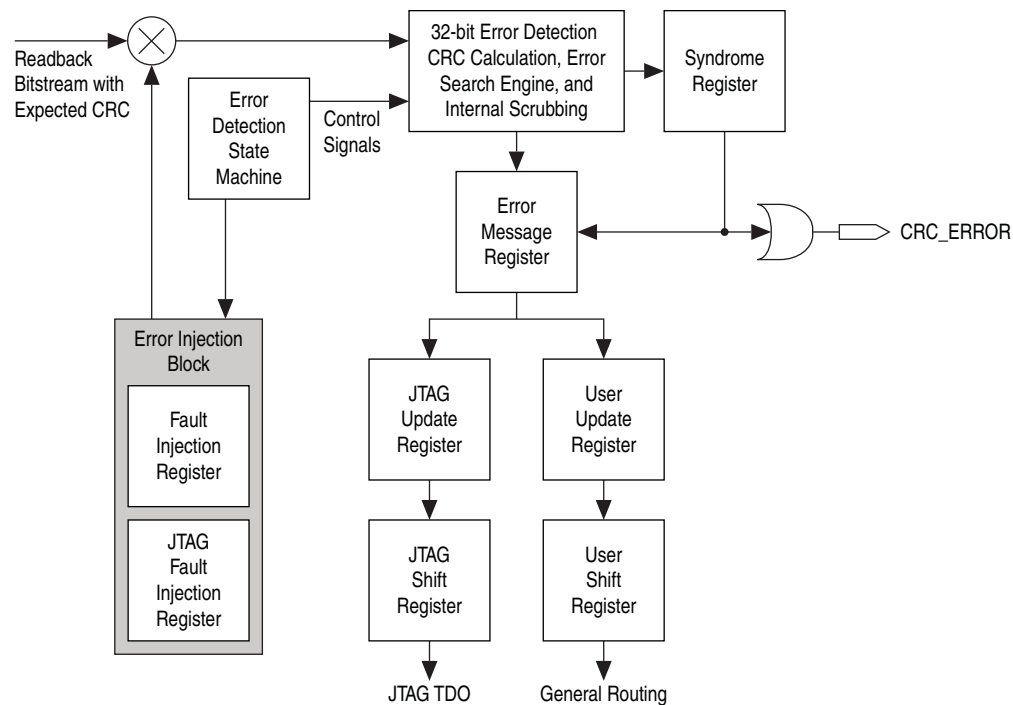 Readback
Bitstream with
Expected CRC
Error
Detection
State
Machine
Control
Signals
32-bit Error Detection
CRC Calculation, Error
Search Engine, and
Internal Scrubbing
Syndrome
Register
Error
Message
Register
CRC_ERROR
Error Injection
Block
Fault
Injection
Register
JTAG
Fault
Injection
Register
JTAG
Update
Register
User
Update
Register
JTAG
Shift
Register
User
Shift
Register
JTAG TDO
General Routing